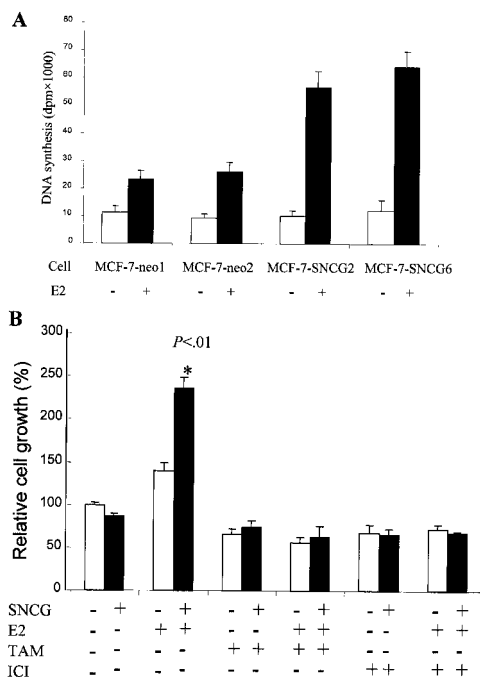 A
DNA synthesis (dpm×1000)
80
60
50
40
30
20
10
0
Cell MCF-7-neo1 MCF-7-neo2 MCF-7-SNCG2 MCF-7-SNCG6
E2 - + - + - + - +
B
Relative cell growth (%)
300
250
200
150
100
50
0
P<.01
*
SNCG - + - + - + - + - + - +
E2 - - + + - - + + - - + +
TAM - - - - + + + + - - - -
ICI - - - - - - - - + + + +